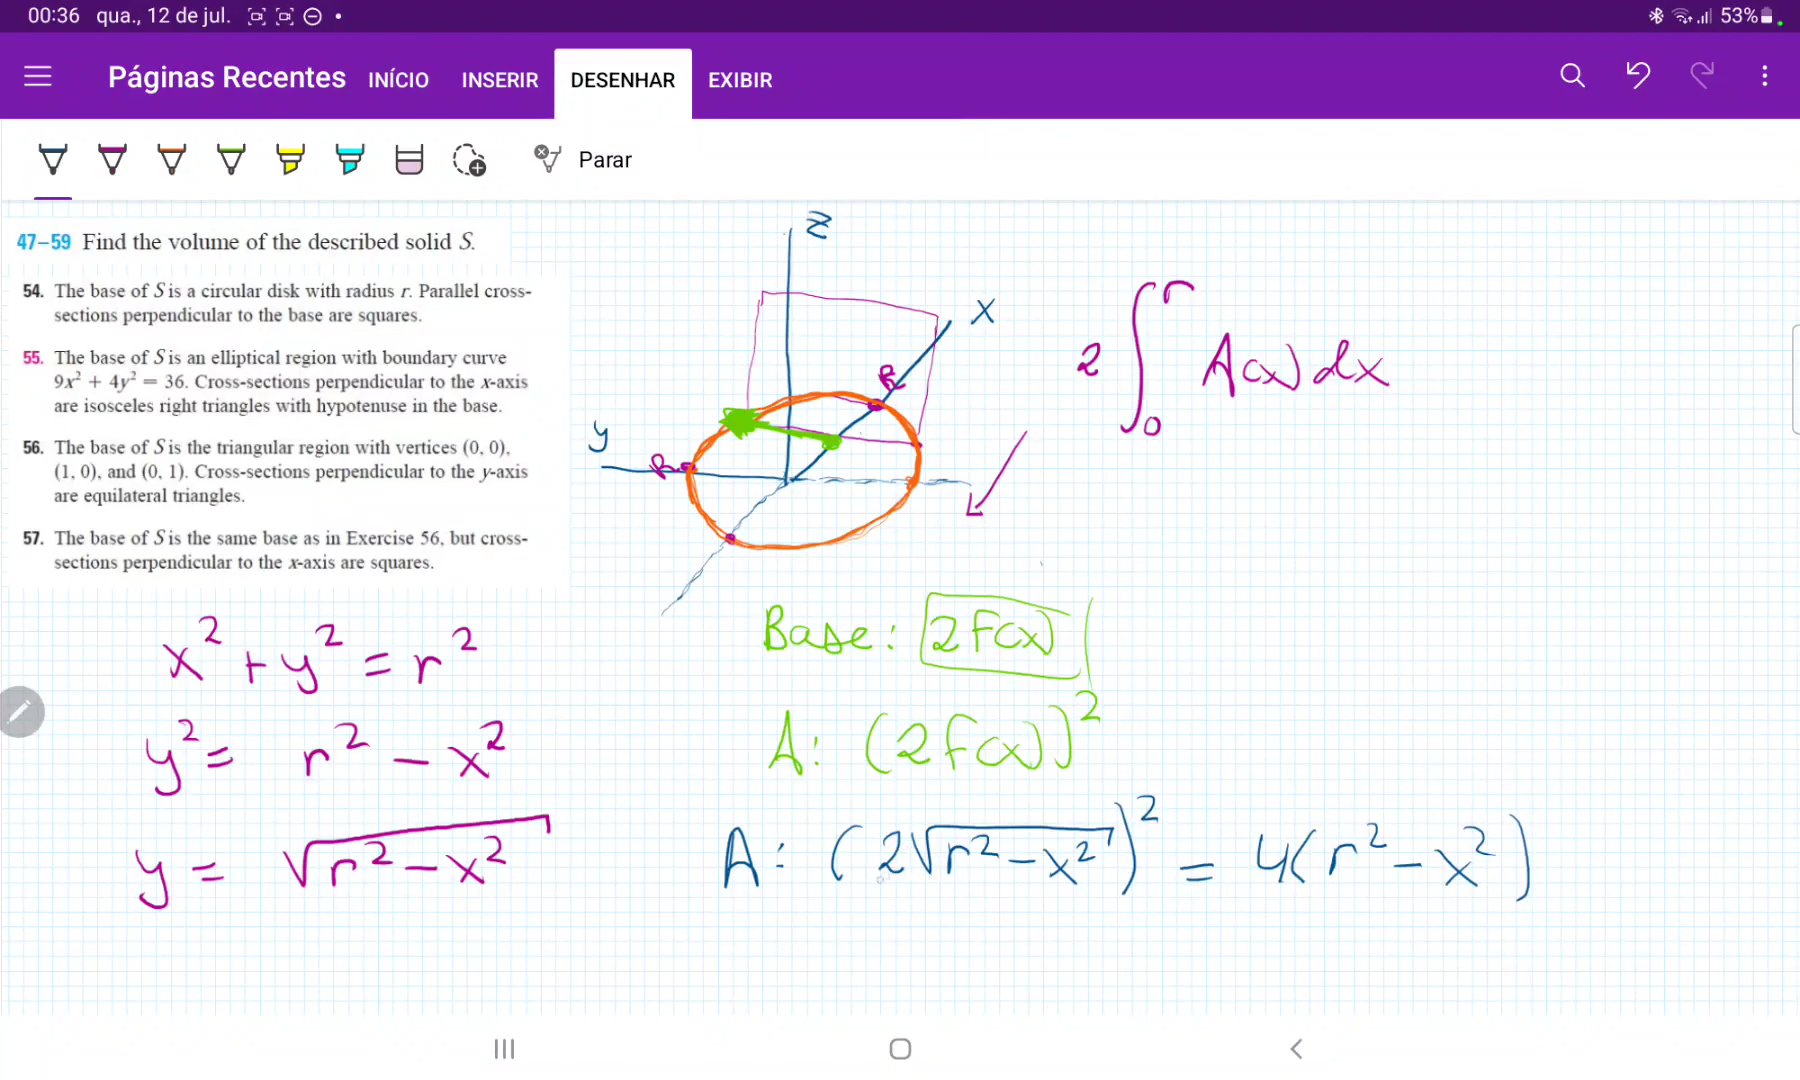 00:36 qua., 12 de jul. 53%
Páginas Recentes INÍCIO INSERIR DESENHAR EXIBIR
Parar
47–59 Find the volume of the described solid S.
54. The base of S is a circular disk with radius r. Parallel cross-
sections perpendicular to the base are squares.
55. The base of S is an elliptical region with boundary curve
9x² + 4y² = 36. Cross-sections perpendicular to the x-axis
are isosceles right triangles with hypotenuse in the base.
56. The base of S is the triangular region with vertices (0, 0),
(1, 0), and (0, 1). Cross-sections perpendicular to the y-axis
are equilateral triangles.
57. The base of S is the same base as in Exercise 56, but cross-
sections perpendicular to the x-axis are squares.
z
x
R
y
R
2 ∫₀ʳ A(x) dx
x² + y² = r²
y² = r² − x²
y = √(r² − x²)
Base: 2f(x)
A: (2f(x))²
A: (2√(r² − x²))² = 4(r² − x²)